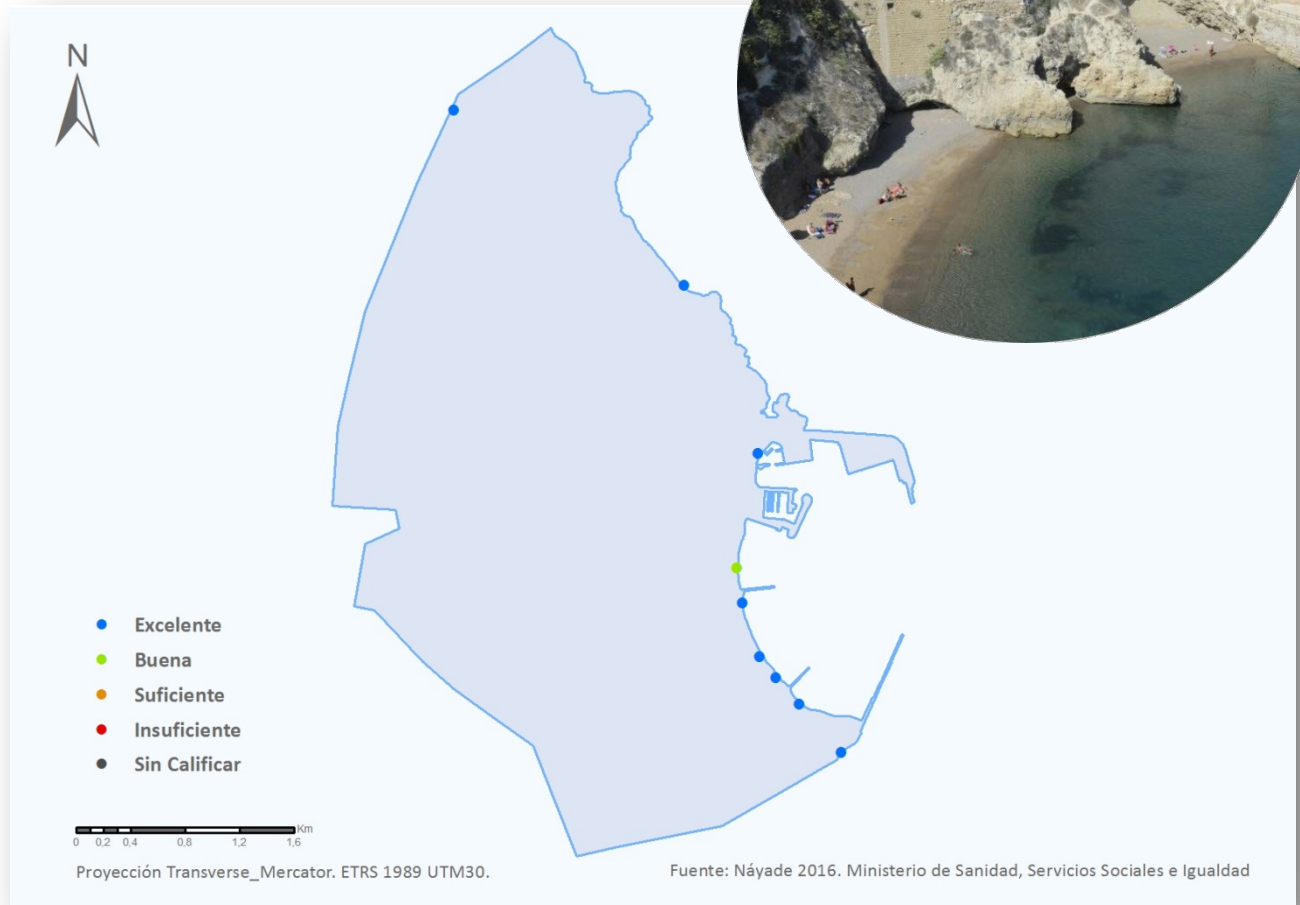 N
Excelente
Buena
Suficiente
Insuficiente
Sin Calificar
Km
0 0,2 0,4 0,8 1,2 1,6
Proyección Transverse_Mercator. ETRS 1989 UTM30.
Fuente: Náyade 2016. Ministerio de Sanidad, Servicios Sociales e Igualdad